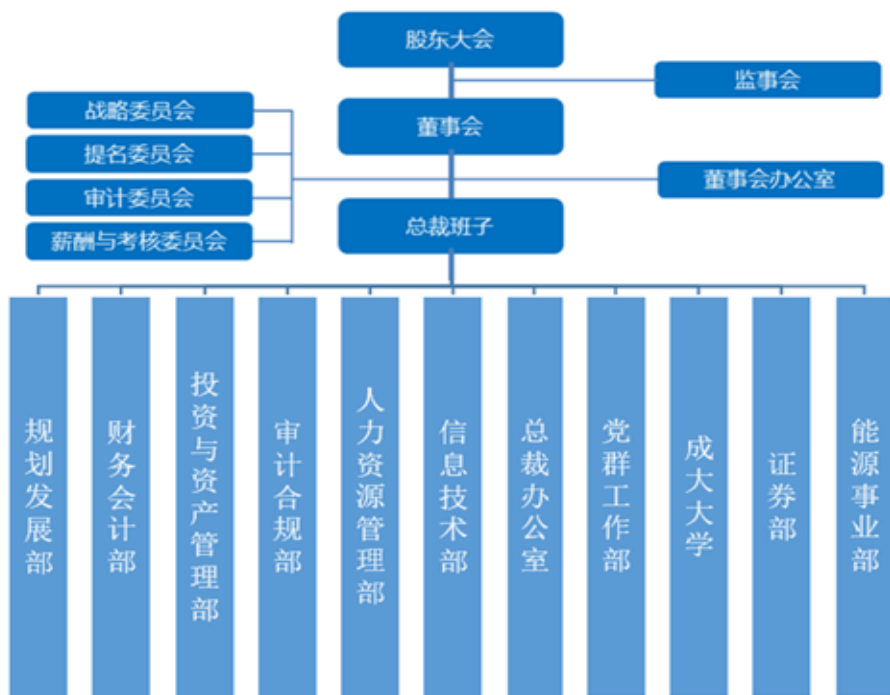 股东大会
监事会
战略委员会
董事会
提名委员会
审计委员会
董事会办公室
薪酬与考核委员会
总裁班子
规划发展部
财务会计部
投资与资产管理部
审计合规部
人力资源管理部
信息技术部
总裁办公室
党群工作部
成大大学
证券部
能源事业部